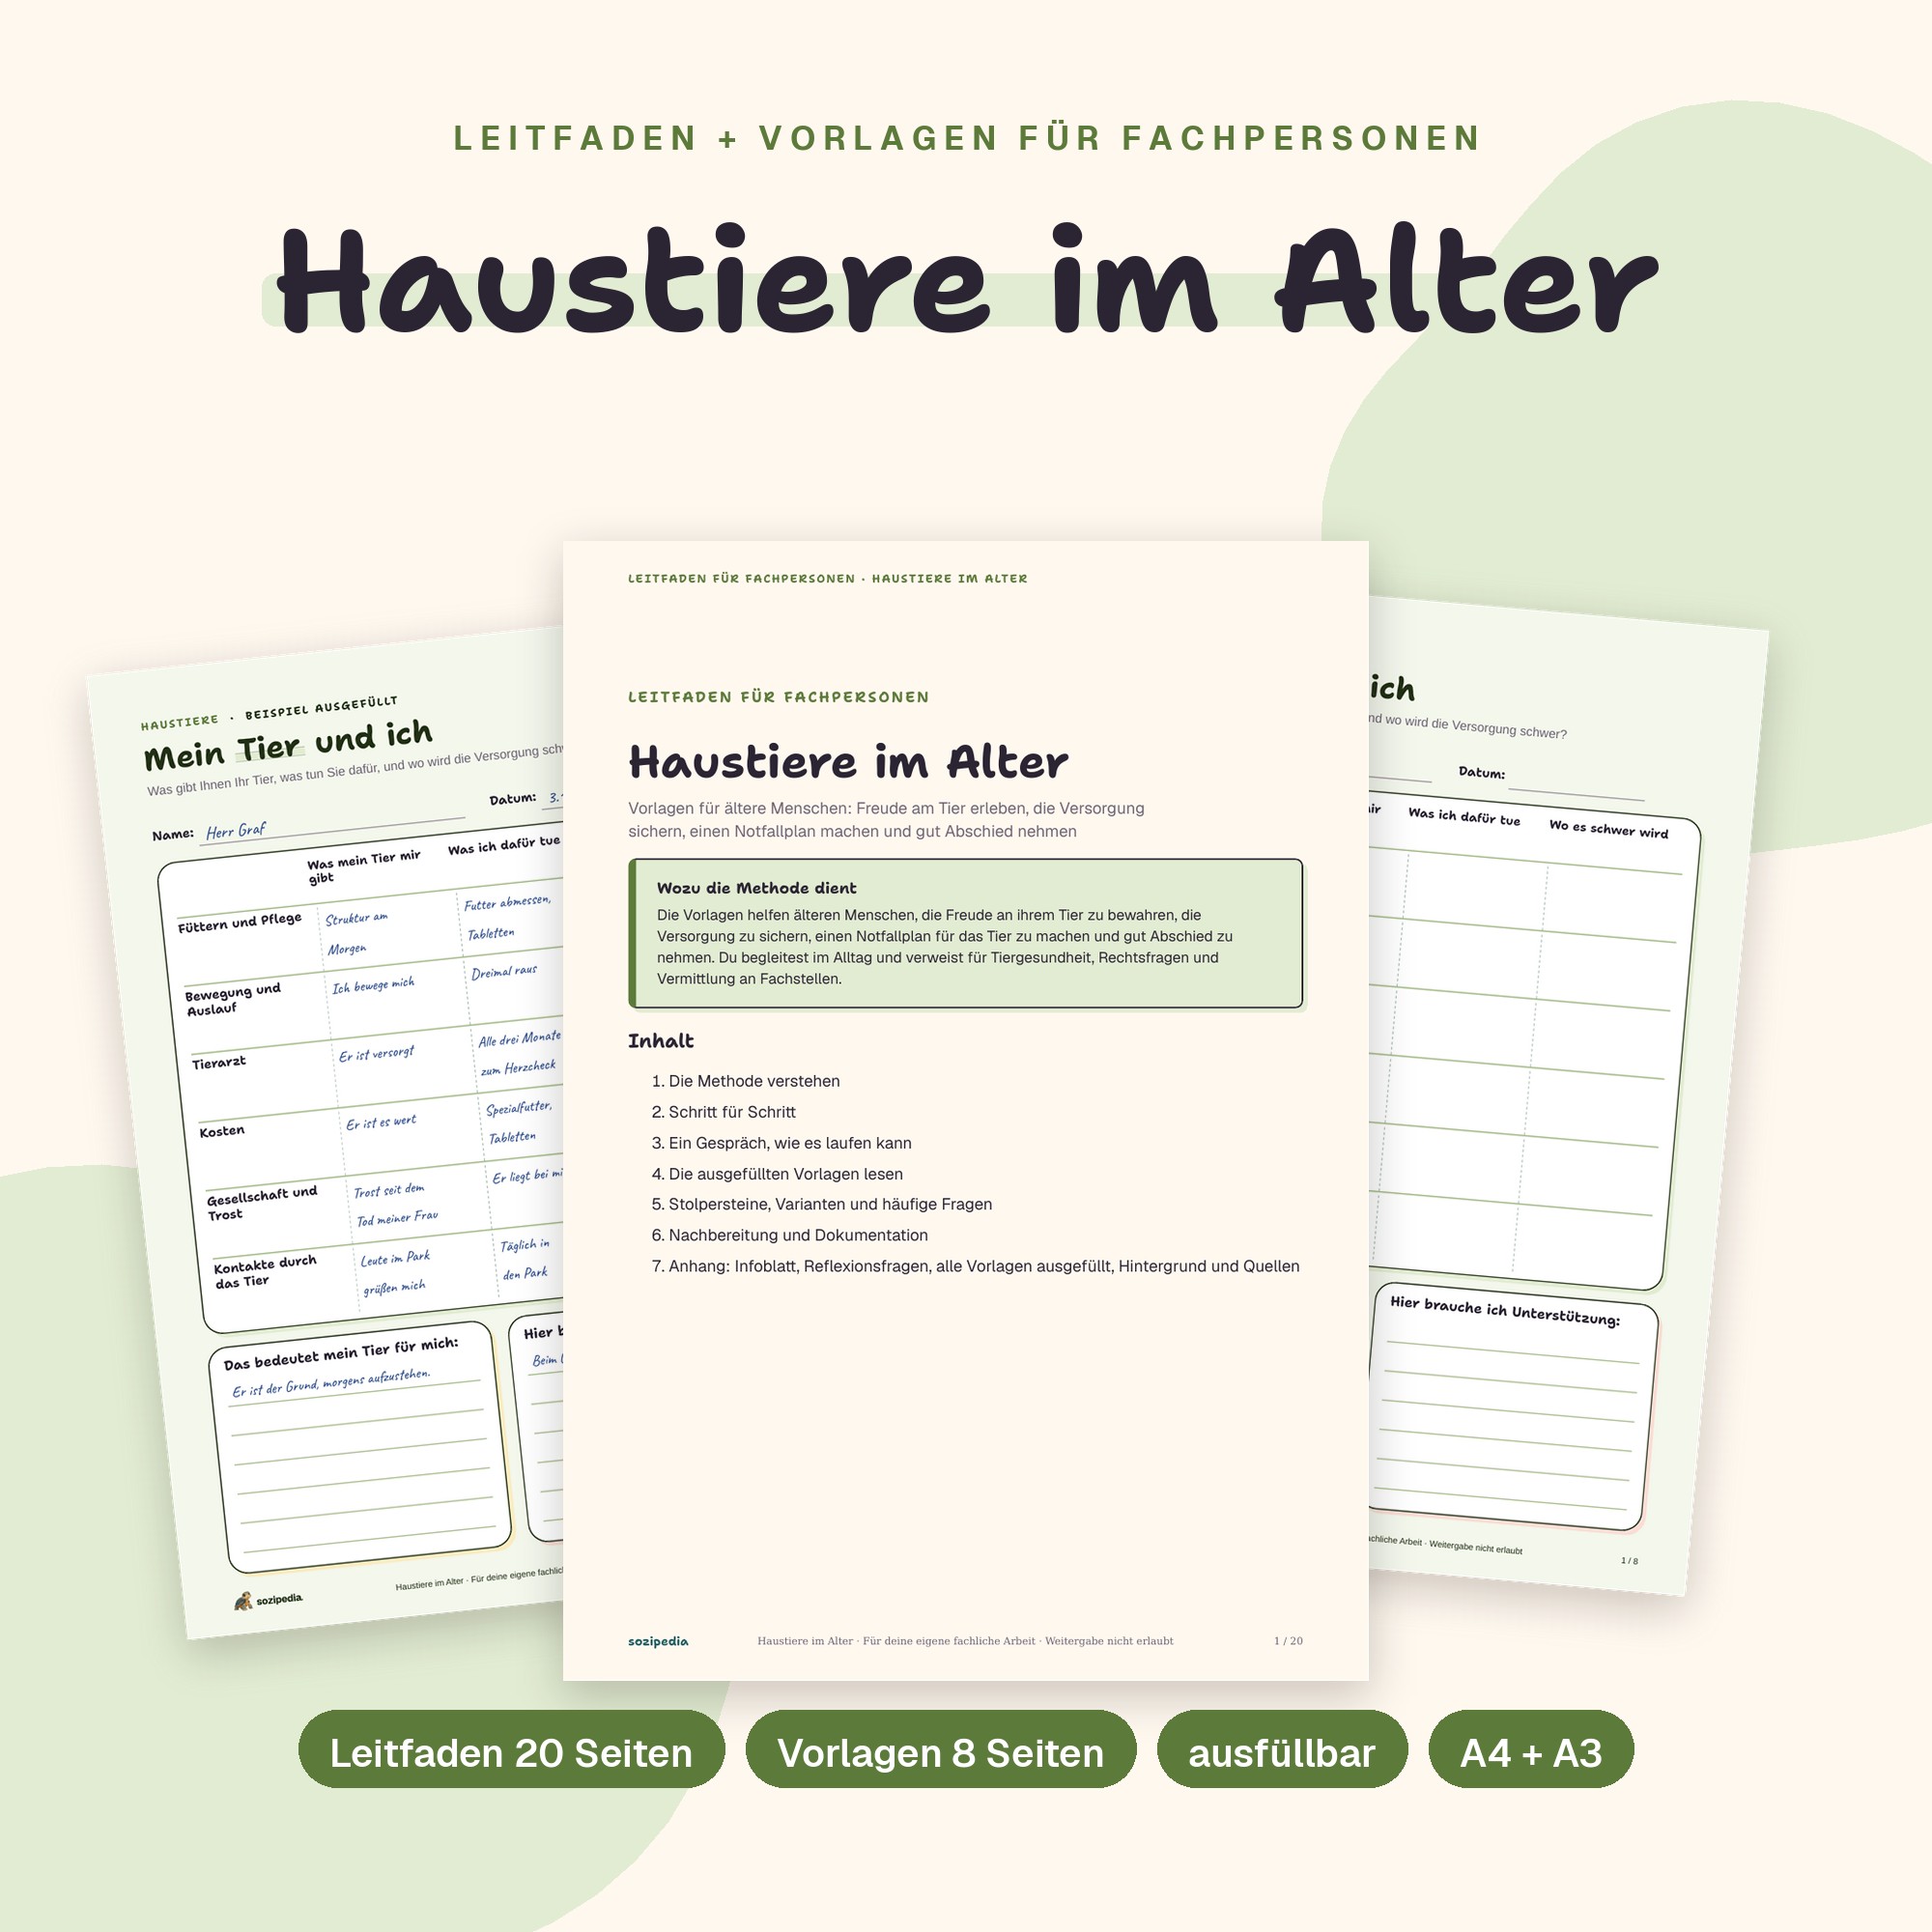 LEITFADEN + VORLAGEN FÜR FACHPERSONEN
Haustiere im Alter
HAUSTIERE · BEISPIEL AUSGEFÜLLT
Mein Tier und ich
Was gibt Ihnen Ihr Tier, was tun Sie dafür, und wo wird die Versorgung
Name: Herr Graf
Datum: 3.
Was mein Tier mir gibt
Was ich dafür tue
Füttern und Pflege
Struktur am
Morgen
Futter abmessen,
Tabletten
Bewegung und
Auslauf
Ich bewege mich
Dreimal raus
Tierarzt
Er ist versorgt
Alle drei Monate
zum Herzcheck
Kosten
Er ist es wert
Spezialfutter,
Tabletten
Gesellschaft und
Trost
Trost seit dem
Tod meiner Frau
Er liegt bei
Kontakte durch
das Tier
Leute im Park
grüßen mich
Täglich in
den Park
Das bedeutet mein Tier für mich:
Er ist der Grund, morgens aufzustehen.
Hier
Beim
sozipedia.
Haustiere im Alter · Für deine eigene
LEITFADEN FÜR FACHPERSONEN · HAUSTIERE IM ALTER
LEITFADEN FÜR FACHPERSONEN
Haustiere im Alter
Vorlagen für ältere Menschen: Freude am Tier erleben, die Versorgung
sichern, einen Notfallplan machen und gut Abschied nehmen
Wozu die Methode dient
Die Vorlagen helfen älteren Menschen, die Freude an ihrem Tier zu bewahren, die
Versorgung zu sichern, einen Notfallplan für das Tier zu machen und gut Abschied zu
nehmen. Du begleitest im Alltag und verweist für Tiergesundheit, Rechtsfragen und
Vermittlung an Fachstellen.
Inhalt
1. Die Methode verstehen
2. Schritt für Schritt
3. Ein Gespräch, wie es laufen kann
4. Die ausgefüllten Vorlagen lesen
5. Stolpersteine, Varianten und häufige Fragen
6. Nachbereitung und Dokumentation
7. Anhang: Infoblatt, Reflexionsfragen, alle Vorlagen ausgefüllt, Hintergrund und Quellen
sozipedia
Haustiere im Alter · Für deine eigene fachliche Arbeit · Weitergabe nicht erlaubt
1 / 20
ich
und wo wird die Versorgung schwer?
Datum:
Was ich dafür tue
Wo es schwer wird
Hier brauche ich Unterstützung:
Arbeit · Weitergabe nicht erlaubt
1 / 8
Leitfaden 20 Seiten
Vorlagen 8 Seiten
ausfüllbar
A4 + A3